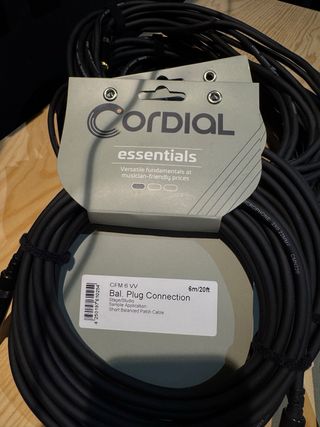 CORDIAL
essentials
Versatile fundamentals at
musician-friendly prices
CFM 6 VV
Bal. Plug Connection
6m/20ft
Stage/Studio
Sample Application:
Short Balanced Patch Cable